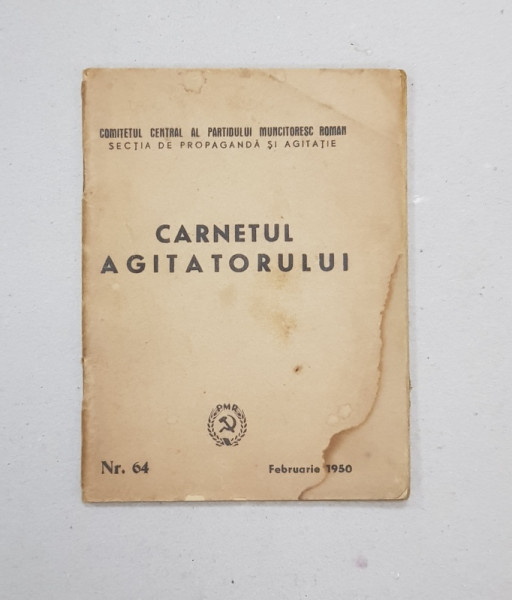 COMITETUL CENTRAL AL PARTIDULUI MUNCITORESC ROMAN
SECȚIA DE PROPAGANDĂ ȘI AGITAȚIE
CARNETUL
AGITATORULUI
PMR
Nr. 64
Februarie 1950